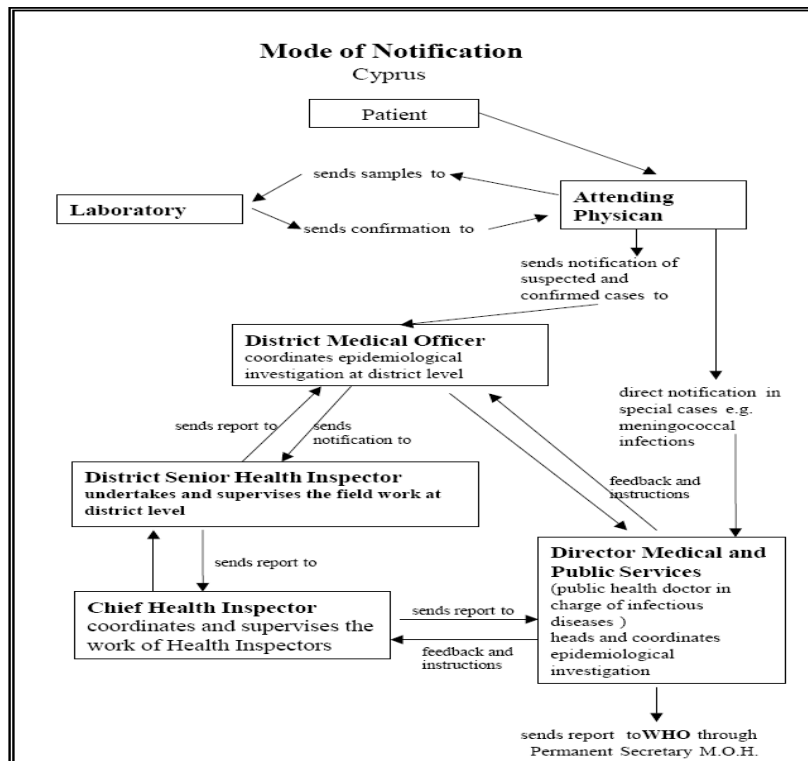 Mode of Notification
Cyprus
Patient
sends samples to
Laboratory
Attending
Physican
sends confirmation to
sends notification of
suspected and
confirmed cases to
District Medical Officer
coordinates epidemiological
investigation at district level
direct notification in
special cases e.g.
meningococcal
infections
sends report to
sends
notification to
District Senior Health Inspector
undertakes and supervises the field work at
district level
feedback and
instructions
sends report to
Director Medical and
Public Services
(public health doctor in
charge of infectious
diseases )
heads and coordinates
epidemiological
investigation
Chief Health Inspector
coordinates and supervises the
work of Health Inspectors
sends report to
feedback and
instructions
sends report toWHO through
Permanent Secretary M.O.H.